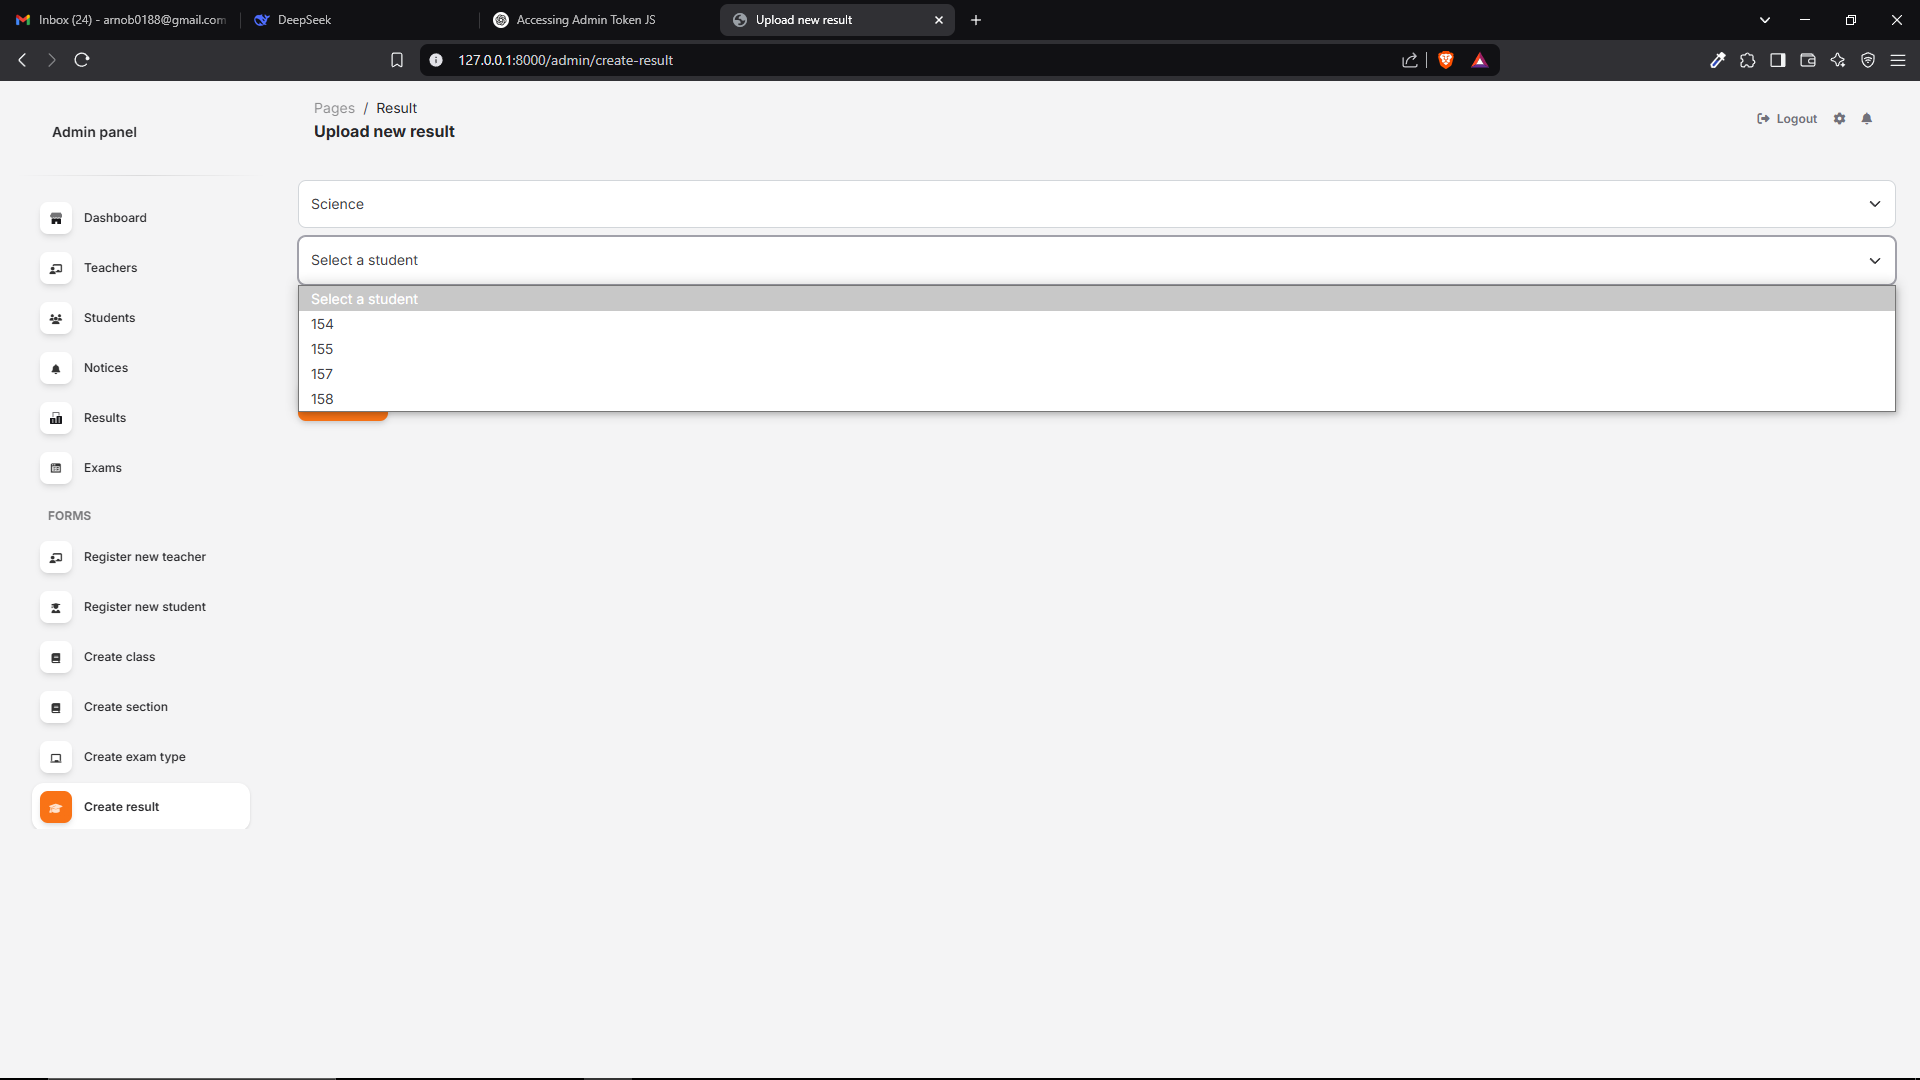 Inbox (24) - arnob0188@gmail.com
DeepSeek
Accessing Admin Token JS
Upload new result
127.0.0.1:8000/admin/create-result
Admin panel
Pages / Result
Upload new result
Logout
Dashboard
Teachers
Students
Notices
Results
Exams
FORMS
Register new teacher
Register new student
Create class
Create section
Create exam type
Create result
Science
Select a student
Select a student
154
155
157
158